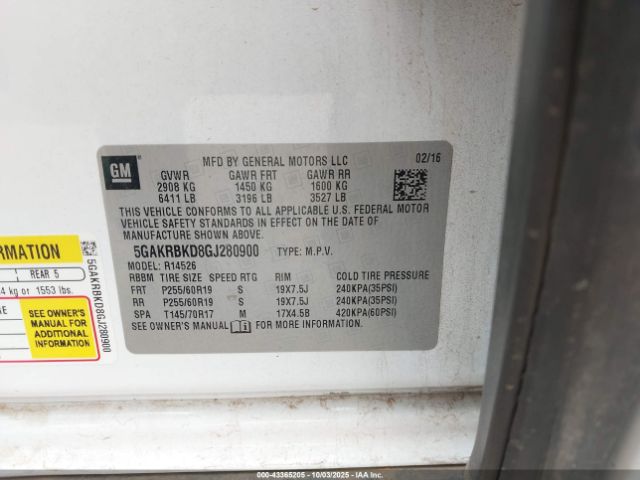 GM
MFD BY GENERAL MOTORS LLC 02/16
GVWR GAWR FRT GAWR RR
2908 KG 1450 KG 1600 KG
6411 LB 3196 LB 3527 LB
THIS VEHICLE CONFORMS TO ALL APPLICABLE U.S. FEDERAL MOTOR
VEHICLE SAFETY STANDARDS IN EFFECT ON THE DATE OF
MANUFACTURE SHOWN ABOVE.
5GAKRBKD8GJ280900 TYPE: M.P.V.
MODEL: R14526
RBBM TIRE SIZE SPEED RTG RIM COLD TIRE PRESSURE
FRT P255/60R19 S 19X7.5J 240KPA(35PSI)
RR P255/60R19 S 19X7.5J 240KPA(35PSI)
SPA T145/70R17 M 17X4.5B 420KPA(60PSI)
SEE OWNER'S MANUAL FOR MORE INFORMATION.
REAR 5
or 1553 lbs.
SEE OWNER'S
MANUAL FOR
ADDITIONAL
INFORMATION
5GAKRBKD8GJ280900
000-43365205 - 10/03/2025 - IAA Inc.